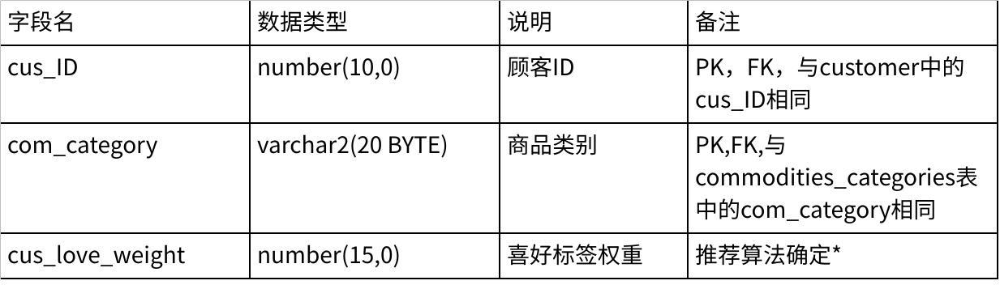 字段名 数据类型 说明 备注
cus_ID number(10,0) 顾客ID PK，FK，与customer中的
cus_ID相同
com_category varchar2(20 BYTE) 商品类别 PK,FK,与
commodities_categories表
中的com_category相同
cus_love_weight number(15,0) 喜好标签权重 推荐算法确定*